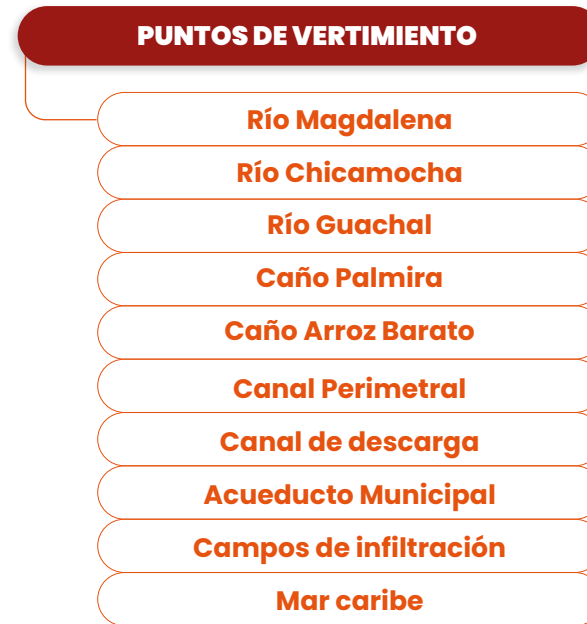 PUNTOS DE VERTIMIENTO
Río Magdalena
Río Chicamocha
Río Guachal
Caño Palmira
Caño Arroz Barato
Canal Perimetral
Canal de descarga
Acueducto Municipal
Campos de infiltración
Mar caribe